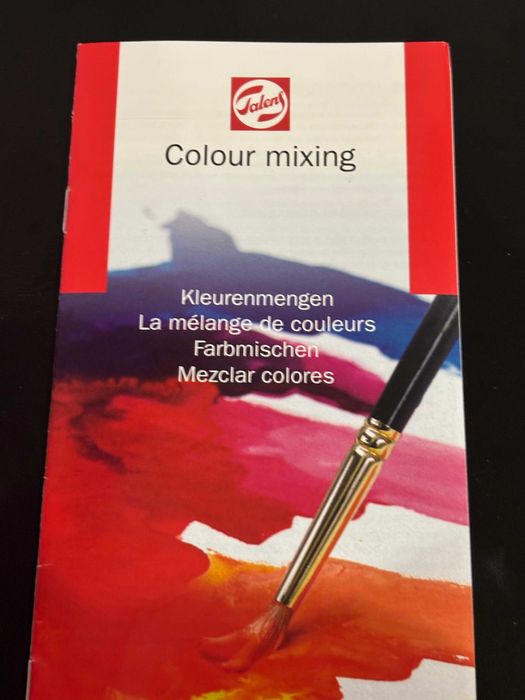 Talens
Colour mixing
Kleurenmengen
La mélange de couleurs
Farbmischen
Mezclar colores